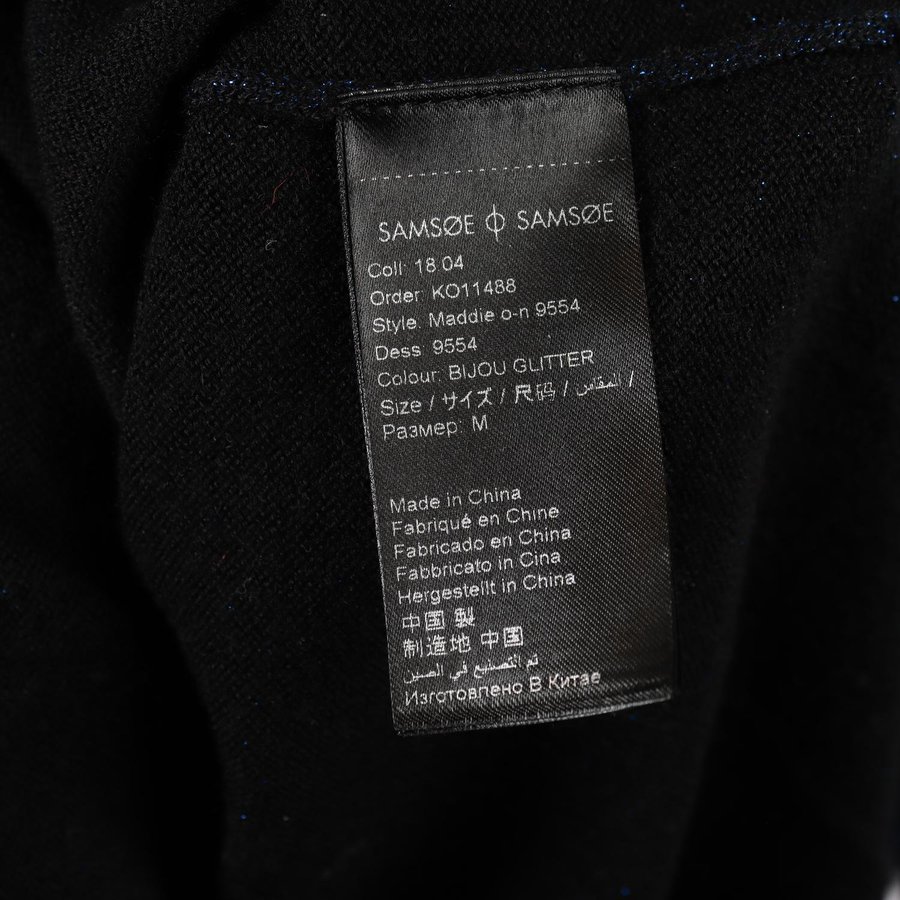 SAMSØE ϕ SAMSØE
Coll: 18.04
Order: KO11488
Style: Maddie o-n 9554
Dess: 9554
Colour: BIJOU GLITTER
Size / サイズ / 尺码 / المقاس /
Размер: M
Made in China
Fabriqué en Chine
Fabricado en China
Fabbricato in Cina
Hergestellt in China
中国 製
制造地 中国
تم التصنيع في الصين
Изготовлено В Китае